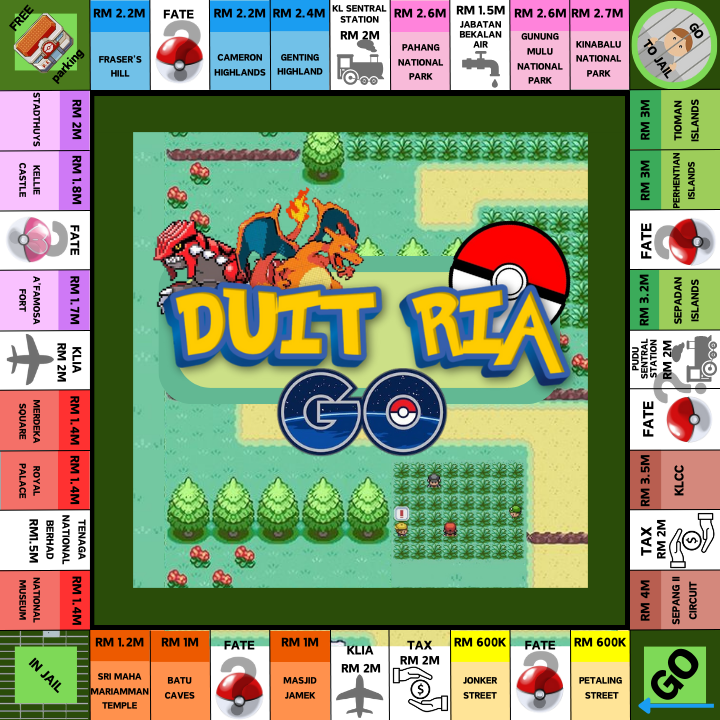 FREE
parking
RM 2.2M
FRASER'S
HILL
FATE
RM 2.2M
CAMERON
HIGHLANDS
RM 2.4M
GENTING
HIGHLAND
KL SENTRAL
STATION
RM 2M
RM 2.6M
PAHANG
NATIONAL
PARK
RM 1.5M
JABATAN
BEKALAN
AIR
RM 2.6M
GUNUNG
MULU
NATIONAL
PARK
RM 2.7M
KINABALU
NATIONAL
PARK
GO
TO JAIL
RM 2M
STADTHUYS
RM 1.8M
KELLIE
CASTLE
FATE
RM 1.7M
A'FAMOSA
FORT
KLIA
RM 2M
RM 1.4M
MERDEKA
SQUARE
RM 1.4M
ROYAL
PALACE
TENAGA
NATIONAL
BERHAD
RM1.5M
RM 1.4M
NATIONAL
MUSEUM
DUIT RIA
GO
RM 3M
TIOMAN
ISLANDS
RM 3M
PERHENTIAN
ISLANDS
FATE
RM 3.2M
SEPADAN
ISLANDS
PUDU
SENTRAL
STATION
RM 2M
FATE
RM 3.5M
KLCC
TAX
RM 2M
RM 4M
SEPANG II
CIRCUIT
IN JAIL
RM 1.2M
SRI MAHA
MARIAMMAN
TEMPLE
RM 1M
BATU
CAVES
FATE
RM 1M
MASJID
JAMEK
KLIA
RM 2M
TAX
RM 2M
RM 600K
JONKER
STREET
FATE
RM 600K
PETALING
STREET
GO